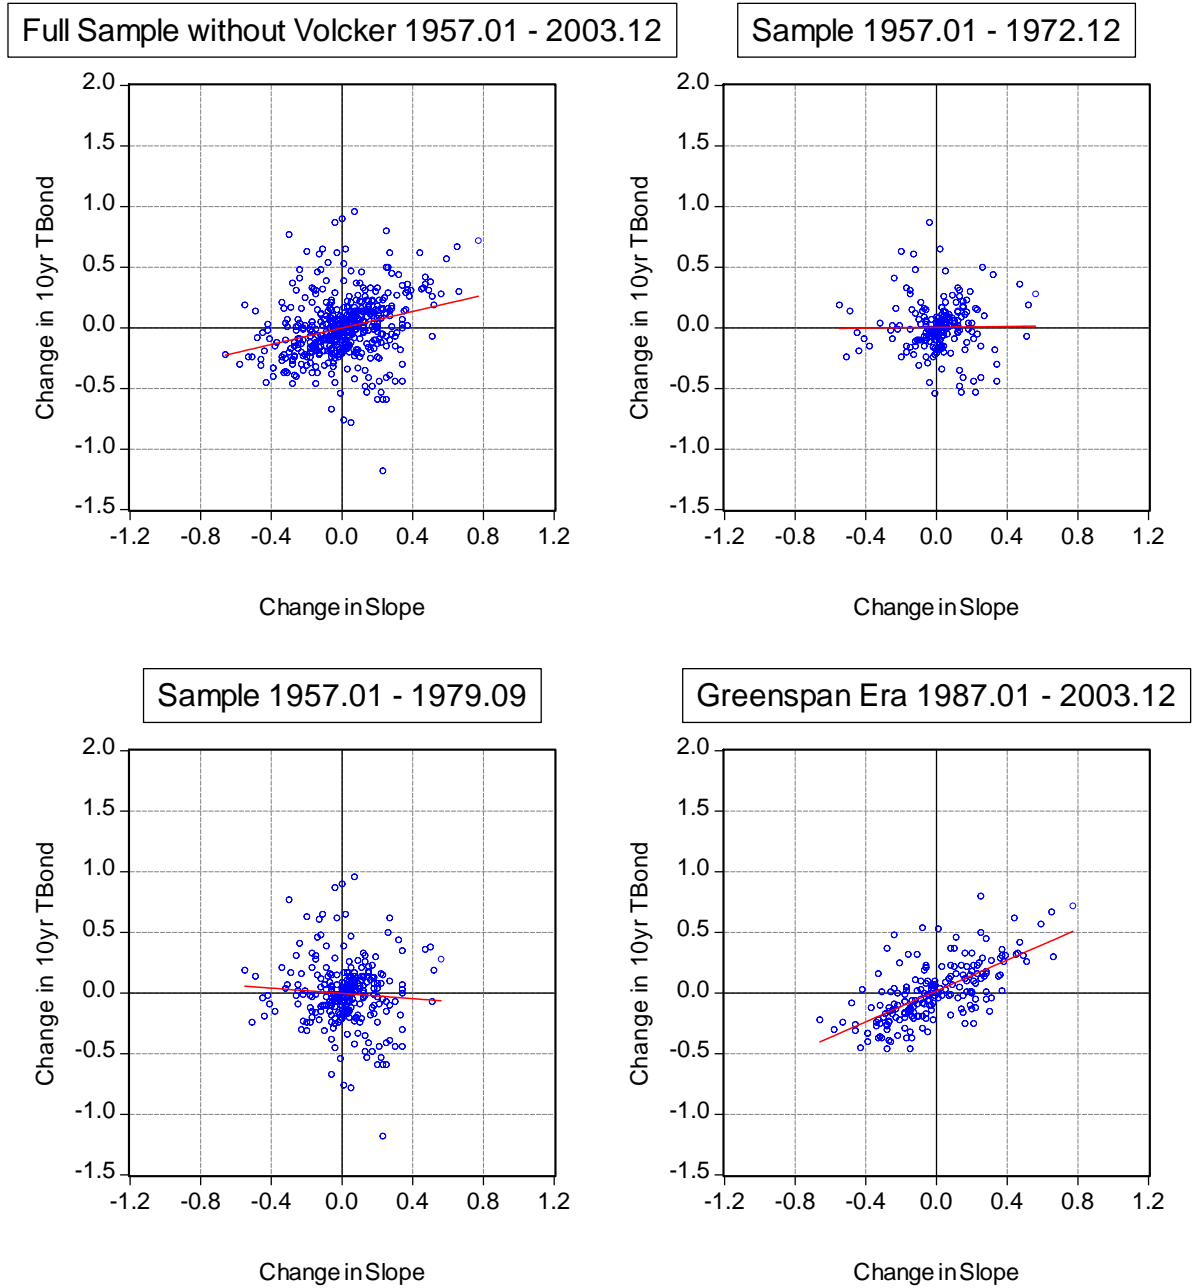 Full Sample without Volcker 1957.01 - 2003.12
2.0
1.5
1.0
0.5
0.0
-0.5
-1.0
-1.5
Change in 10yr TBond
-1.2 -0.8 -0.4 0.0 0.4 0.8 1.2
Change in Slope
Sample 1957.01 - 1972.12
2.0
1.5
1.0
0.5
0.0
-0.5
-1.0
-1.5
Change in 10yr TBond
-1.2 -0.8 -0.4 0.0 0.4 0.8 1.2
Change in Slope
Sample 1957.01 - 1979.09
2.0
1.5
1.0
0.5
0.0
-0.5
-1.0
-1.5
Change in 10yr TBond
-1.2 -0.8 -0.4 0.0 0.4 0.8 1.2
Change in Slope
Greenspan Era 1987.01 - 2003.12
2.0
1.5
1.0
0.5
0.0
-0.5
-1.0
-1.5
Change in 10yr TBond
-1.2 -0.8 -0.4 0.0 0.4 0.8 1.2
Change in Slope